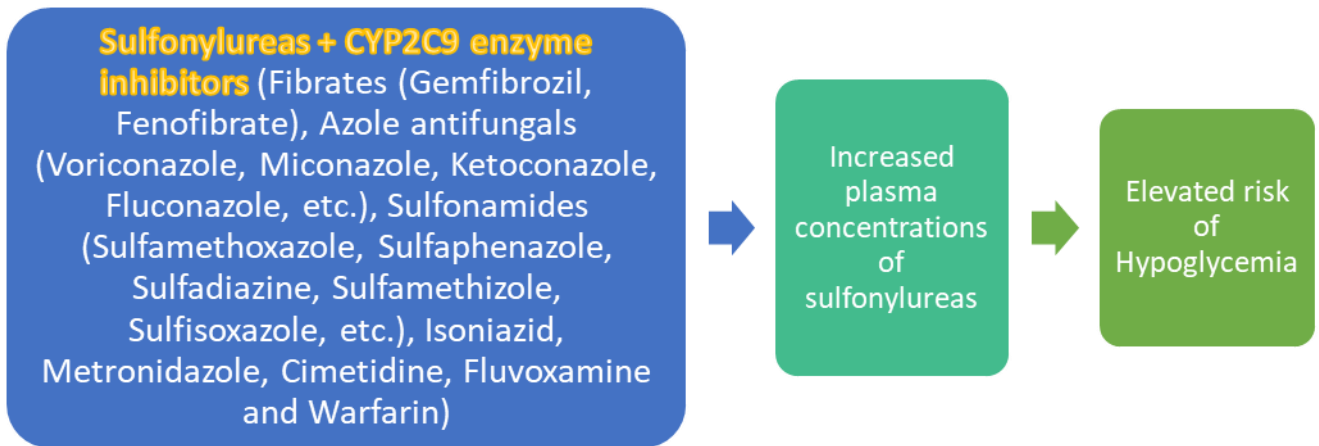 Sulfonylureas + CYP2C9 enzyme
inhibitors (Fibrates (Gemfibrozil,
Fenofibrate), Azole antifungals
(Voriconazole, Miconazole, Ketoconazole,
Fluconazole, etc.), Sulfonamides
(Sulfamethoxazole, Sulfaphenazole,
Sulfadiazine, Sulfamethizole,
Sulfisoxazole, etc.), Isoniazid,
Metronidazole, Cimetidine, Fluvoxamine
and Warfarin)
Increased
plasma
concentrations
of
sulfonylureas
Elevated risk
of
Hypoglycemia